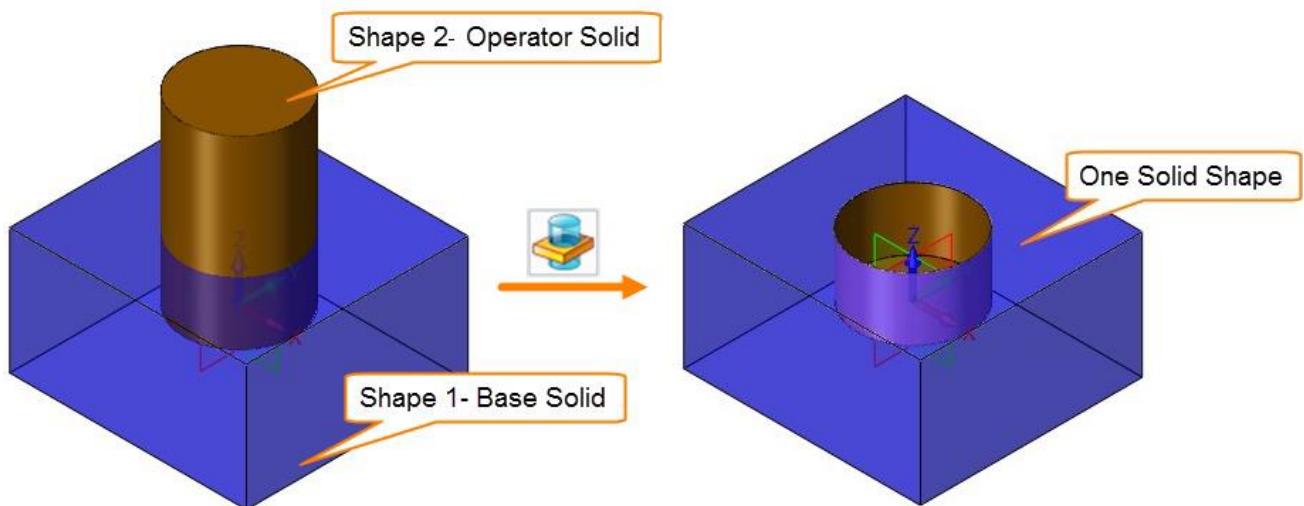 Shape 2- Operator Solid
One Solid Shape
Shape 1- Base Solid
Z
Y
X
Z
X